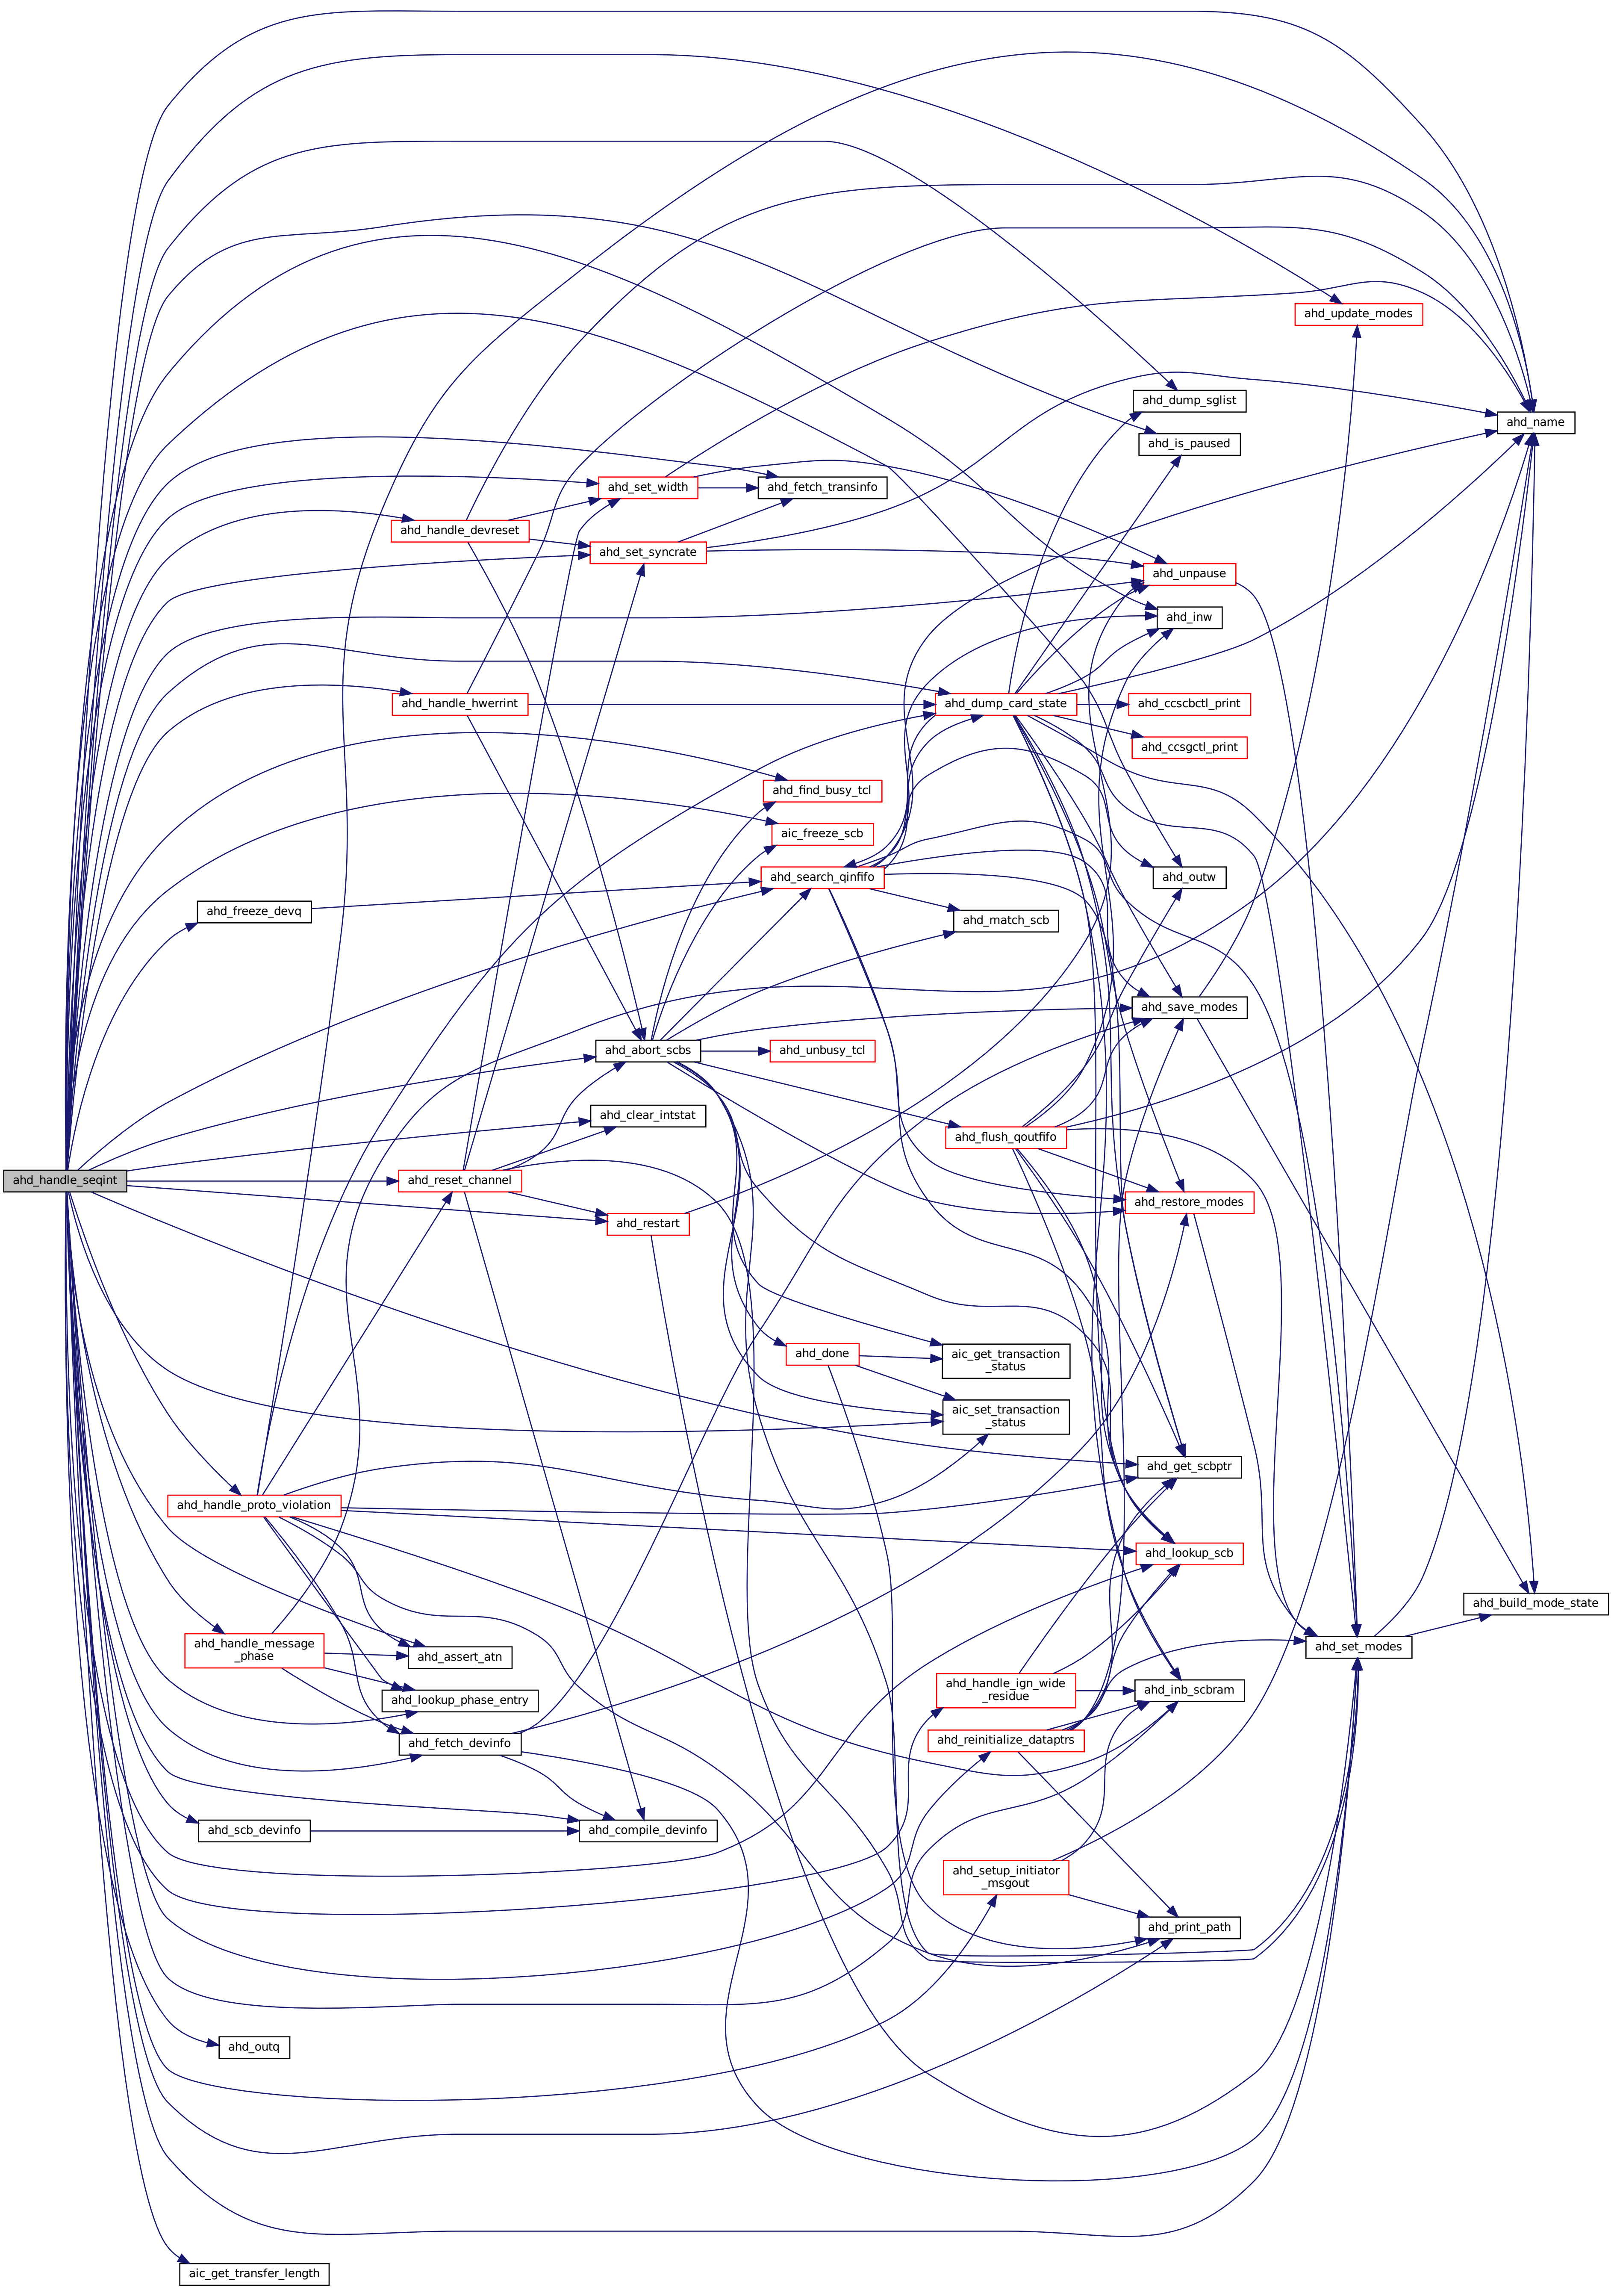 ahd_update_modes
ahd_dump_sglist
ahd_name
ahd_is_paused
ahd_set_width
ahd_fetch_transinfo
ahd_handle_devreset
ahd_set_syncrate
ahd_unpause
ahd_inw
ahd_handle_hwerrint
ahd_dump_card_state
ahd_ccscbctl_print
ahd_ccsgctl_print
ahd_find_busy_tcl
aic_freeze_scb
ahd_search_qinfifo
ahd_outw
ahd_freeze_devq
ahd_match_scb
ahd_save_modes
ahd_abort_scbs
ahd_unbusy_tcl
ahd_clear_intstat
ahd_flush_qoutfifo
ahd_handle_seqint
ahd_reset_channel
ahd_restore_modes
ahd_restart
ahd_done
aic_get_transaction
_status
aic_set_transaction
_status
ahd_get_scbptr
ahd_handle_proto_violation
ahd_lookup_scb
ahd_build_mode_state
ahd_handle_message
_phase
ahd_assert_atn
ahd_set_modes
ahd_lookup_phase_entry
ahd_handle_ign_wide
_residue
ahd_inb_scbram
ahd_fetch_devinfo
ahd_reinitialize_dataptrs
ahd_scb_devinfo
ahd_compile_devinfo
ahd_setup_initiator
_msgout
ahd_print_path
ahd_outq
aic_get_transfer_length